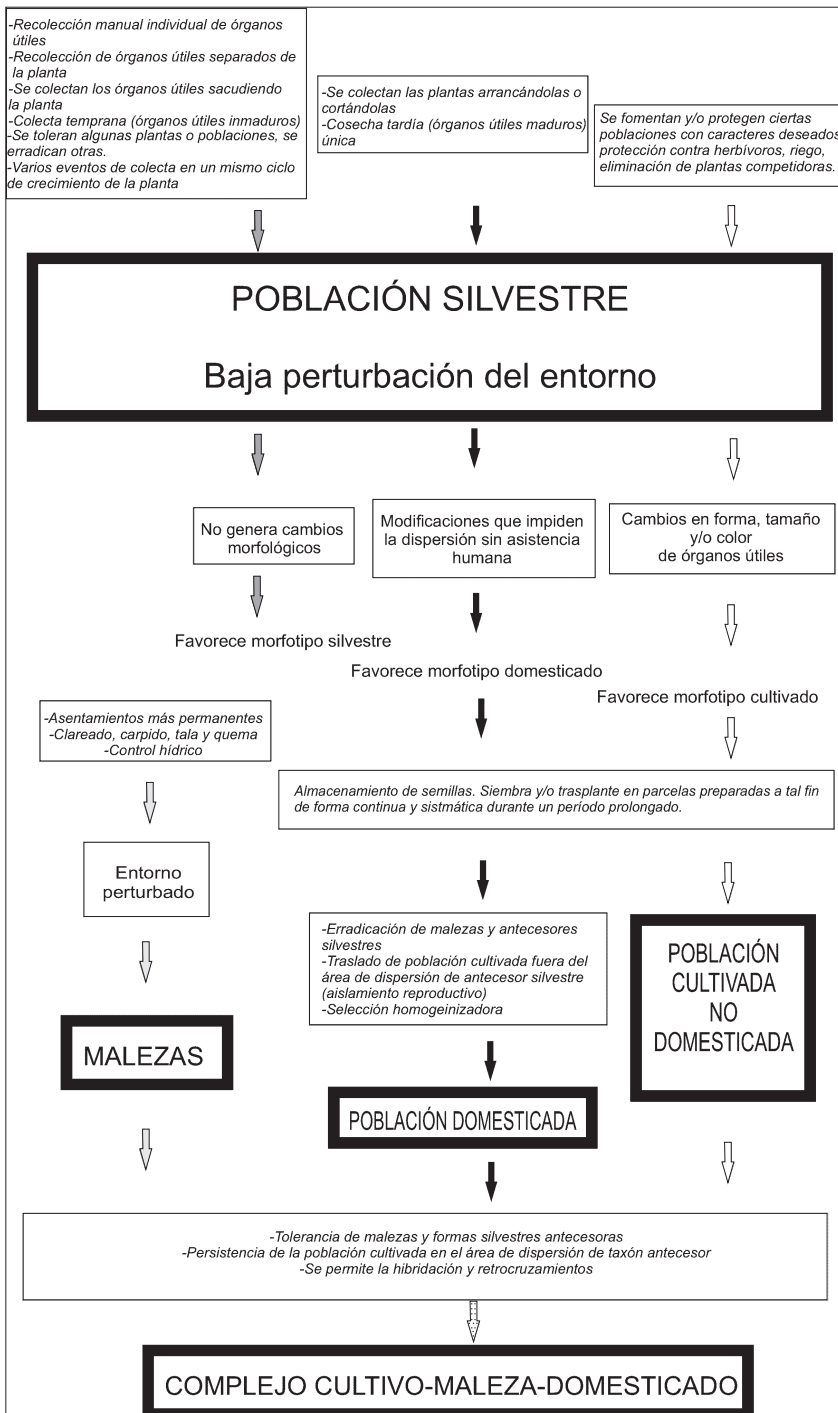 -Recolección manual individual de órganos
útiles
-Recolección de órganos útiles separados de
la planta
-Se colectan los órganos útiles sacudiendo
la planta
-Colecta temprana (órganos útiles inmaduros)
-Se toleran algunas plantas o poblaciones, se
erradican otras.
-Varios eventos de colecta en un mismo ciclo
de crecimiento de la planta
-Se colectan las plantas arrancándolas o
cortándolas
-Cosecha tardía (órganos útiles maduros)
única
Se fomentan y/o protegen ciertas
poblaciones con caracteres deseados
protección contra herbívoros, riego,
eliminación de plantas competidoras.
POBLACIÓN SILVESTRE
Baja perturbación del entorno
No genera cambios
morfológicos
Modificaciones que impiden
la dispersión sin asistencia
humana
Cambios en forma, tamaño
y/o color
de órganos útiles
Favorece morfotipo silvestre
Favorece morfotipo domesticado
Favorece morfotipo cultivado
-Asentamientos más permanentes
-Clareado, carpido, tala y quema
-Control hídrico
Almacenamiento de semillas. Siembra y/o trasplante en parcelas preparadas a tal fin
de forma continua y sistmática durante un período prolongado.
Entorno
perturbado
-Erradicación de malezas y antecesores
silvestres
-Traslado de población cultivada fuera del
área de dispersión de antecesor silvestre
(aislamiento reproductivo)
-Selección homogeinizadora
POBLACIÓN
CULTIVADA
NO
DOMESTICADA
MALEZAS
POBLACIÓN DOMESTICADA
-Tolerancia de malezas y formas silvestres antecesoras
-Persistencia de la población cultivada en el área de dispersión de taxón antecesor
-Se permite la hibridación y retrocruzamientos
COMPLEJO CULTIVO-MALEZA-DOMESTICADO